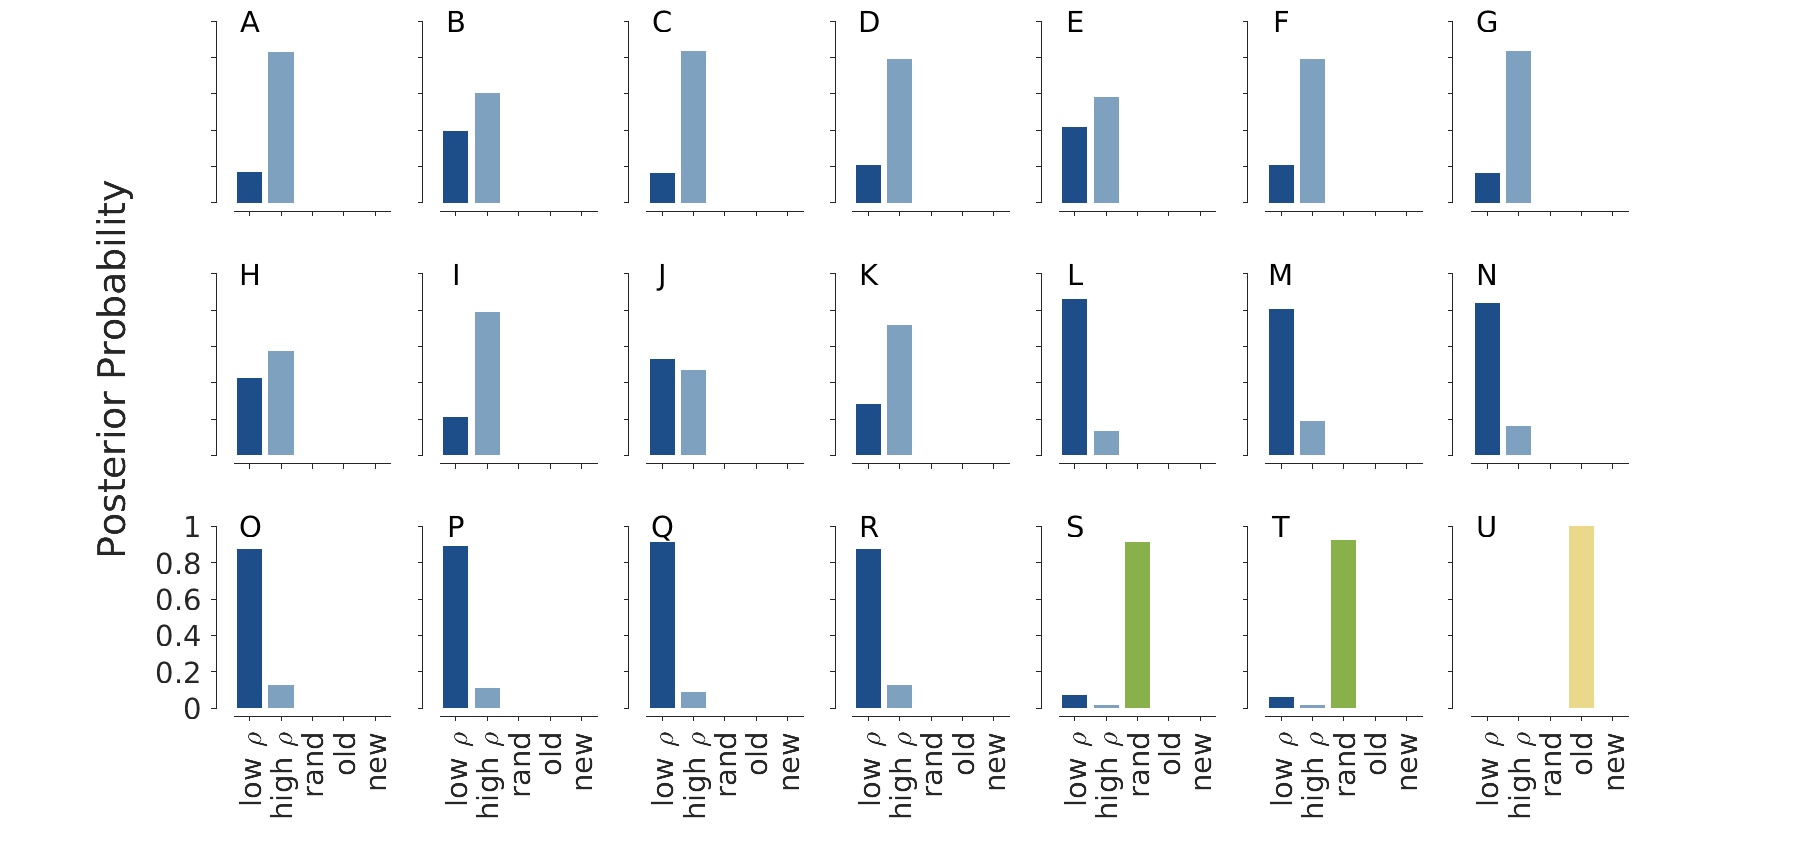 A B C D E F G
Posterior Probability
H I J K L M N
O P Q R S T U
1
0.8
0.6
0.4
0.2
0
low ρ high ρ rand old new low ρ high ρ rand old new low ρ high ρ rand old new low ρ high ρ rand old new low ρ high ρ rand old new low ρ high ρ rand old new low ρ high ρ rand old new